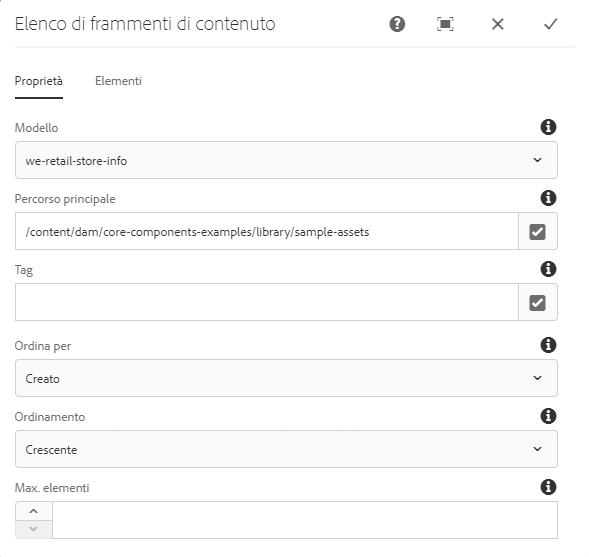 Elenco di frammenti di contenuto
Proprietà
Elementi
Modello
we-retail-store-info
Percorso principale
/content/dam/core-components-examples/library/sample-assets
Tag
Ordina per
Creato
Ordinamento
Crescente
Max. elementi